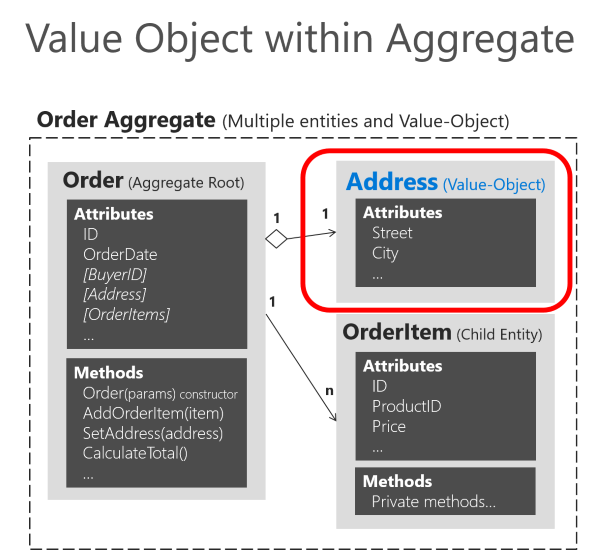 Value Object within Aggregate
Order Aggregate (Multiple entities and Value-Object)
Order (Aggregate Root)
Attributes
ID
OrderDate
[BuyerID]
[Address]
[OrderItems]
...
Methods
Order(params) constructor
AddOrderItem(item)
SetAddress(address)
CalculateTotal()
...
1
1
1
n
Address (Value-Object)
Attributes
Street
City
...
OrderItem (Child Entity)
Attributes
ID
ProductID
Price
...
Methods
Private methods...